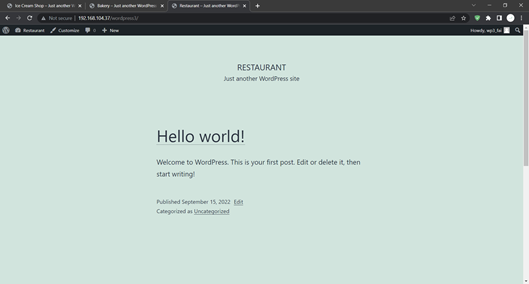 Ice Cream Shop – Just another W
Bakery – Just another WordPress
Restaurant – Just another WordP
Not secure | 192.168.104.37/wordpress3/
Restaurant Customize 0 New
Howdy, wp3_lui
RESTAURANT
Just another WordPress site
Hello world!
Welcome to WordPress. This is your first post. Edit or delete it, then
start writing!
Published September 15, 2022 Edit
Categorized as Uncategorized